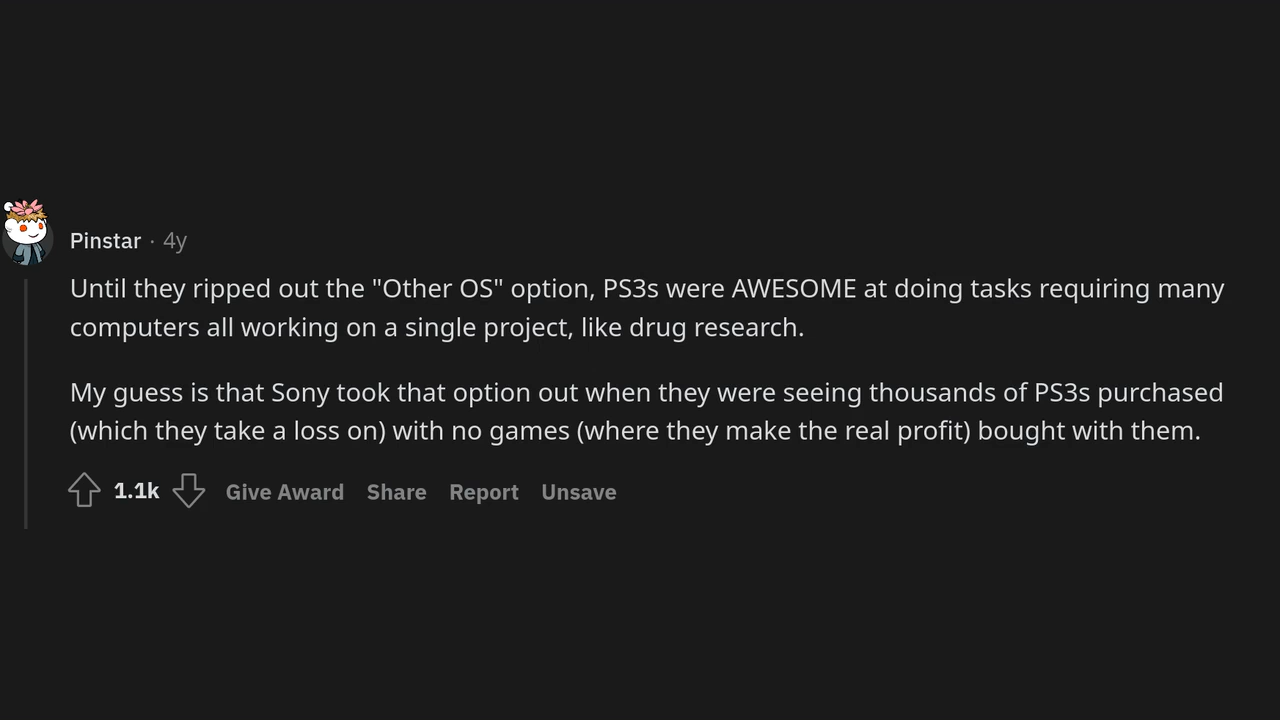 Pinstar · 4y
Until they ripped out the "Other OS" option, PS3s were AWESOME at doing tasks requiring many
computers all working on a single project, like drug research.
My guess is that Sony took that option out when they were seeing thousands of PS3s purchased
(which they take a loss on) with no games (where they make the real profit) bought with them.
1.1k Give Award Share Report Unsave